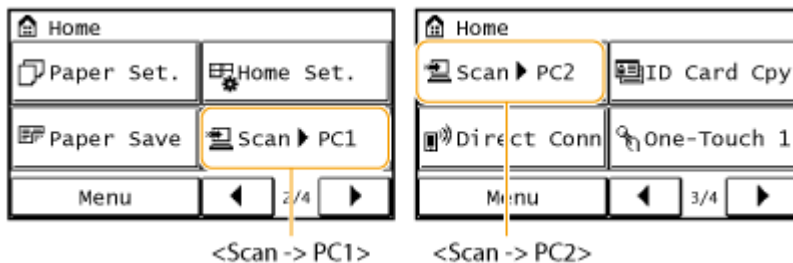 Home
Paper Set. Home Set.
Paper Save Scan▶PC1
Menu ◀ 2/4 ▶
Home
Scan▶PC2 ID Card Cpy
Direct Conn One-Touch 1
Menu ◀ 3/4 ▶
<Scan -> PC1> <Scan -> PC2>